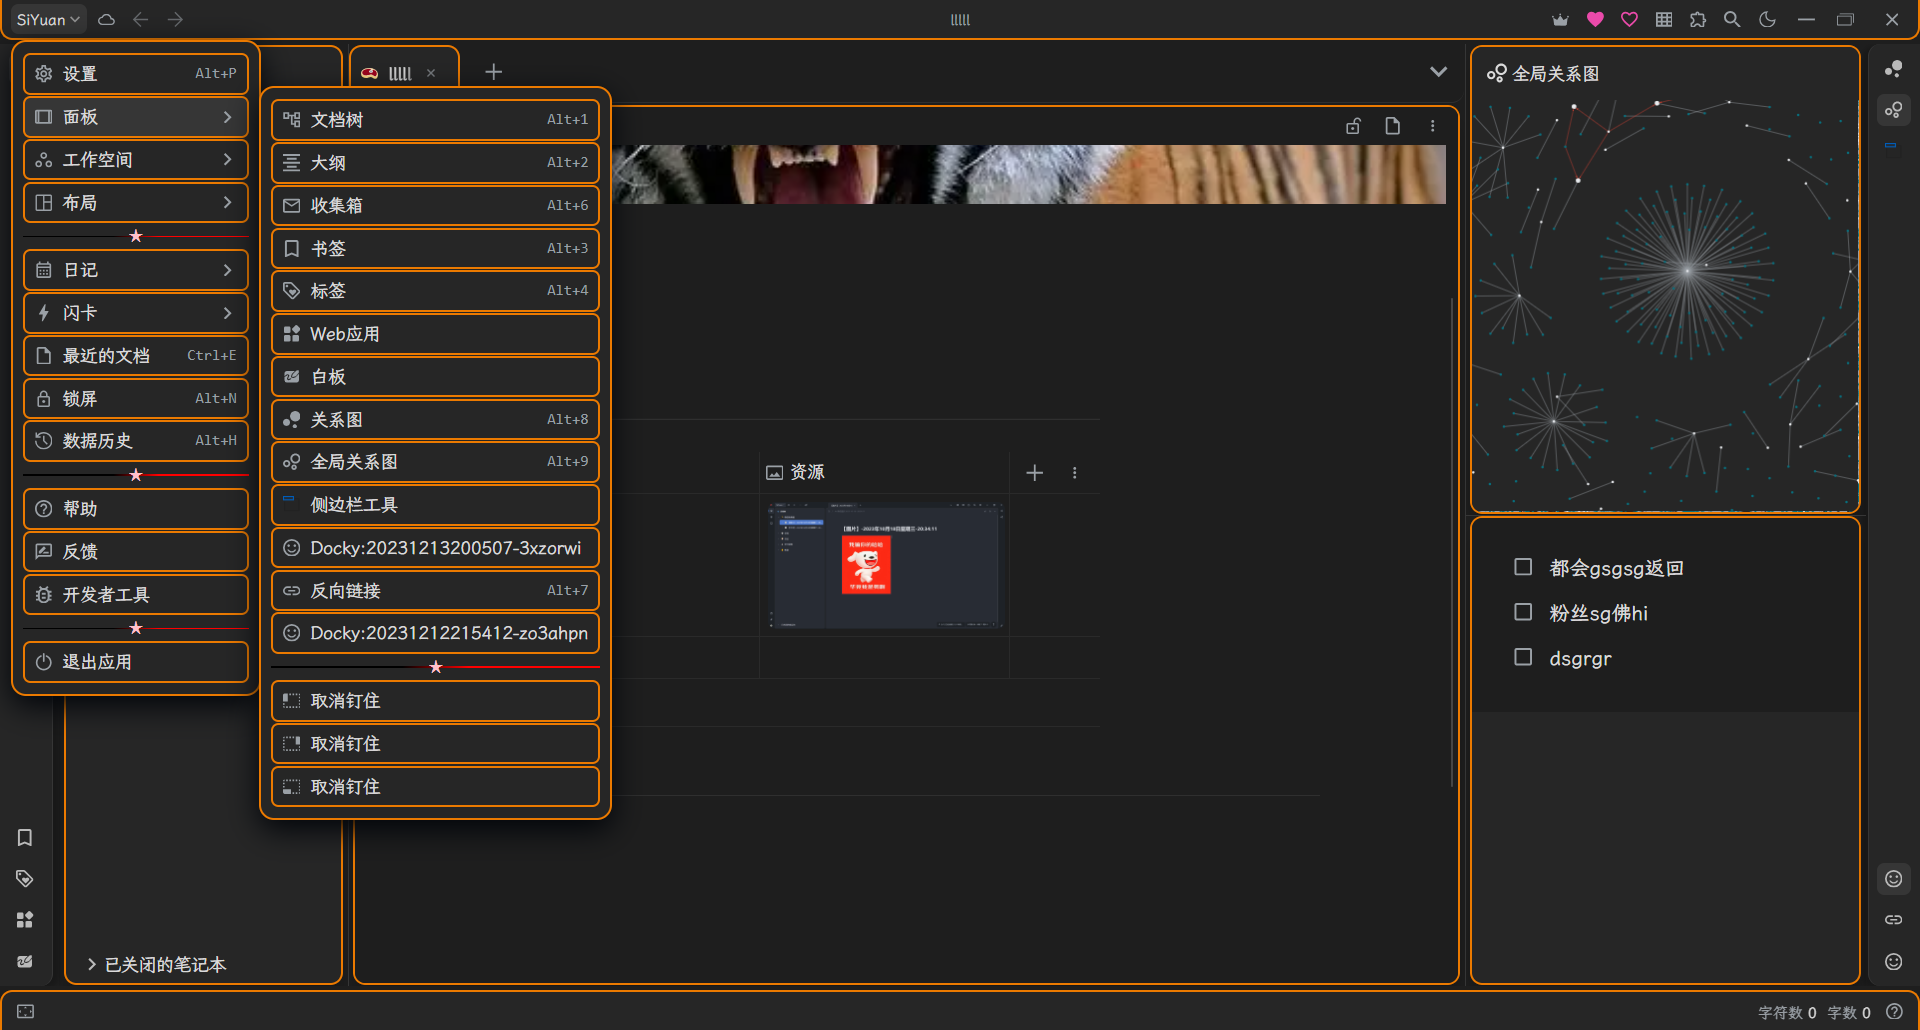 SiYuan
lllll
设置 Alt+P
面板
工作空间
布局
日记
闪卡
最近的文档 Ctrl+E
锁屏 Alt+N
数据历史 Alt+H
帮助
反馈
开发者工具
退出应用
lllll
文档树 Alt+1
大纲 Alt+2
收集箱 Alt+6
书签 Alt+3
标签 Alt+4
Web应用
白板
关系图 Alt+8
全局关系图 Alt+9
侧边栏工具
Docky:20231213200507-3xzorwi
反向链接 Alt+7
Docky:20231212215412-zo3ahpn
取消钉住
取消钉住
取消钉住
资源
全局关系图
都会gsgsg返回
粉丝sg佛hi
dsgrgr
已关闭的笔记本
字符数 0 字数 0